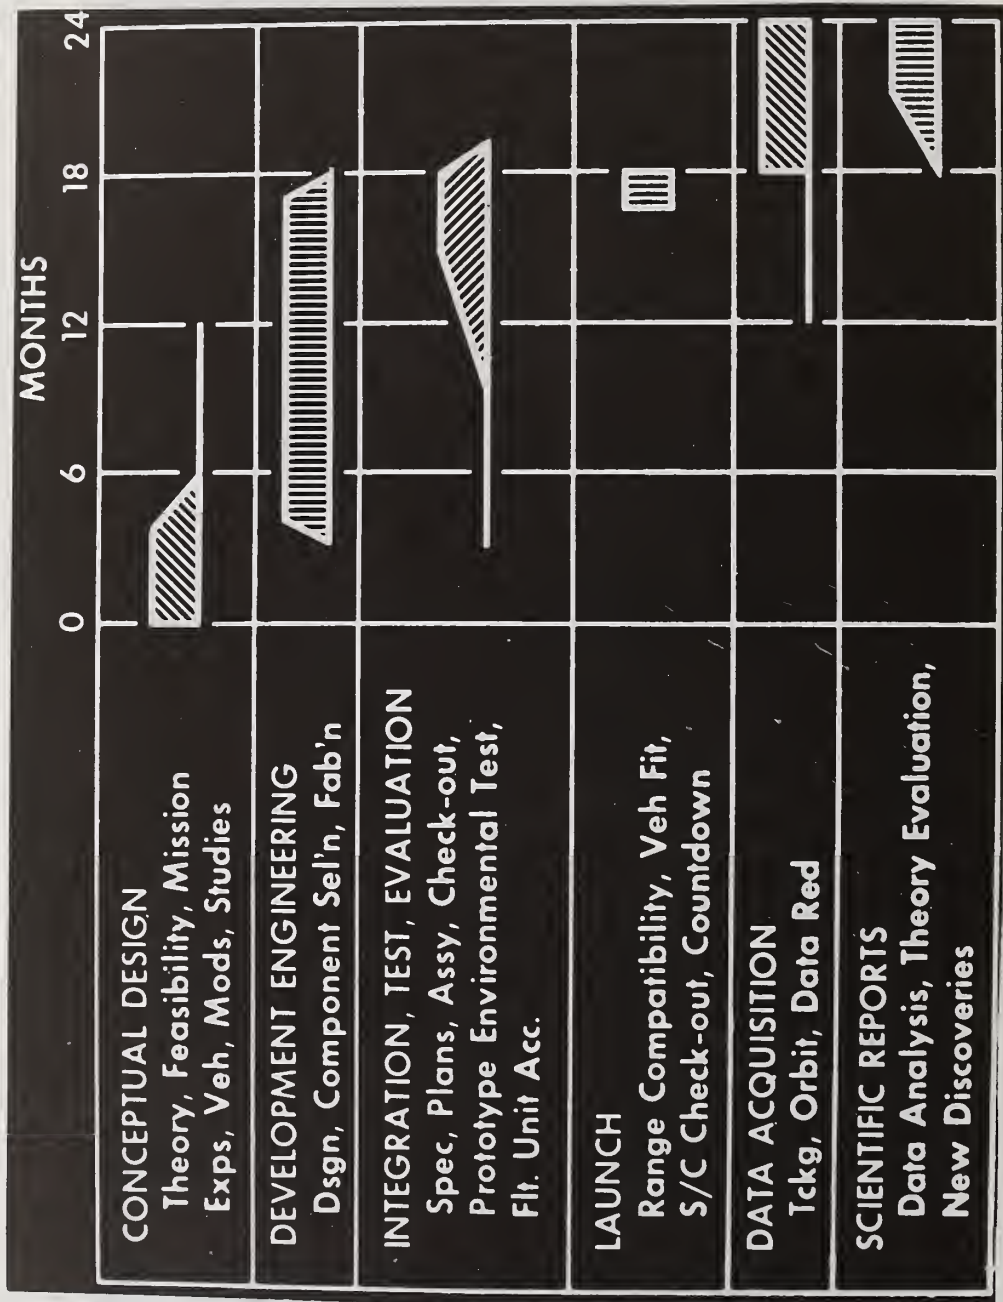 MONTHS
0 6 12 18 24
CONCEPTUAL DESIGN
Theory, Feasibility, Mission
Exps, Veh, Mods, Studies
DEVELOPMENT ENGINEERING
Dsgn, Component Sel'n, Fab'n
INTEGRATION, TEST, EVALUATION
Spec, Plans, Assy, Check-out,
Prototype Environmental Test,
Flt. Unit Acc.
LAUNCH
Range Compatibility, Veh Fit,
S/C Check-out, Countdown
DATA ACQUISITION
Tckg, Orbit, Data Red
SCIENTIFIC REPORTS
Data Analysis, Theory Evaluation,
New Discoveries